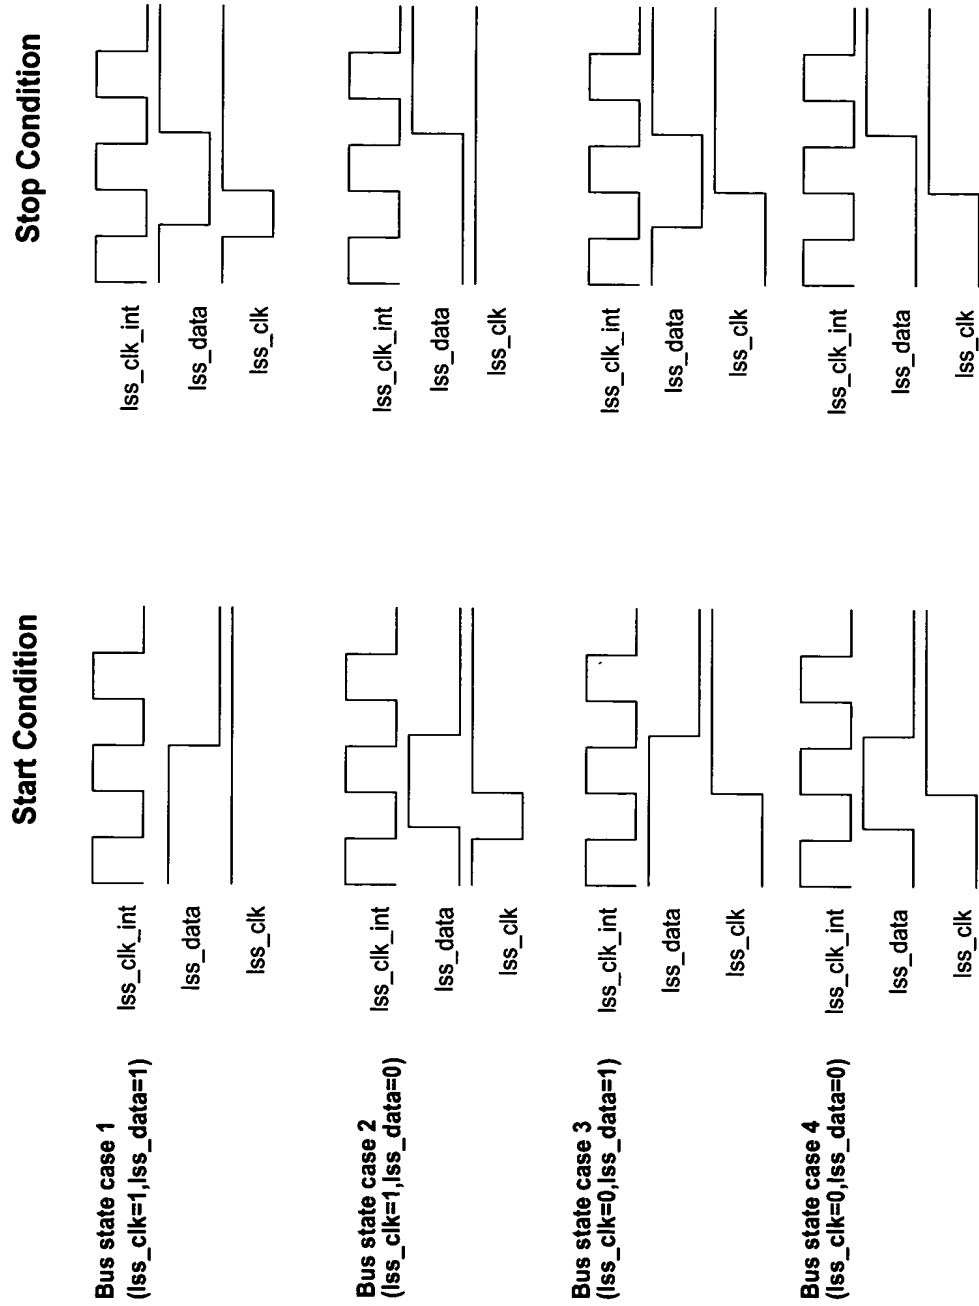 Start Condition
Stop Condition
Bus state case 1
(lss_clk=1,lss_data=1)
lss_clk_int
lss_data
lss_clk
lss_clk_int
lss_data
lss_clk
Bus state case 2
(lss_clk=1,lss_data=0)
lss_clk_int
lss_data
lss_clk
lss_clk_int
lss_data
lss_clk
Bus state case 3
(lss_clk=0,lss_data=1)
lss_clk_int
lss_data
lss_clk
lss_clk_int
lss_data
lss_clk
Bus state case 4
(lss_clk=0,lss_data=0)
lss_clk_int
lss_data
lss_clk
lss_clk_int
lss_data
lss_clk